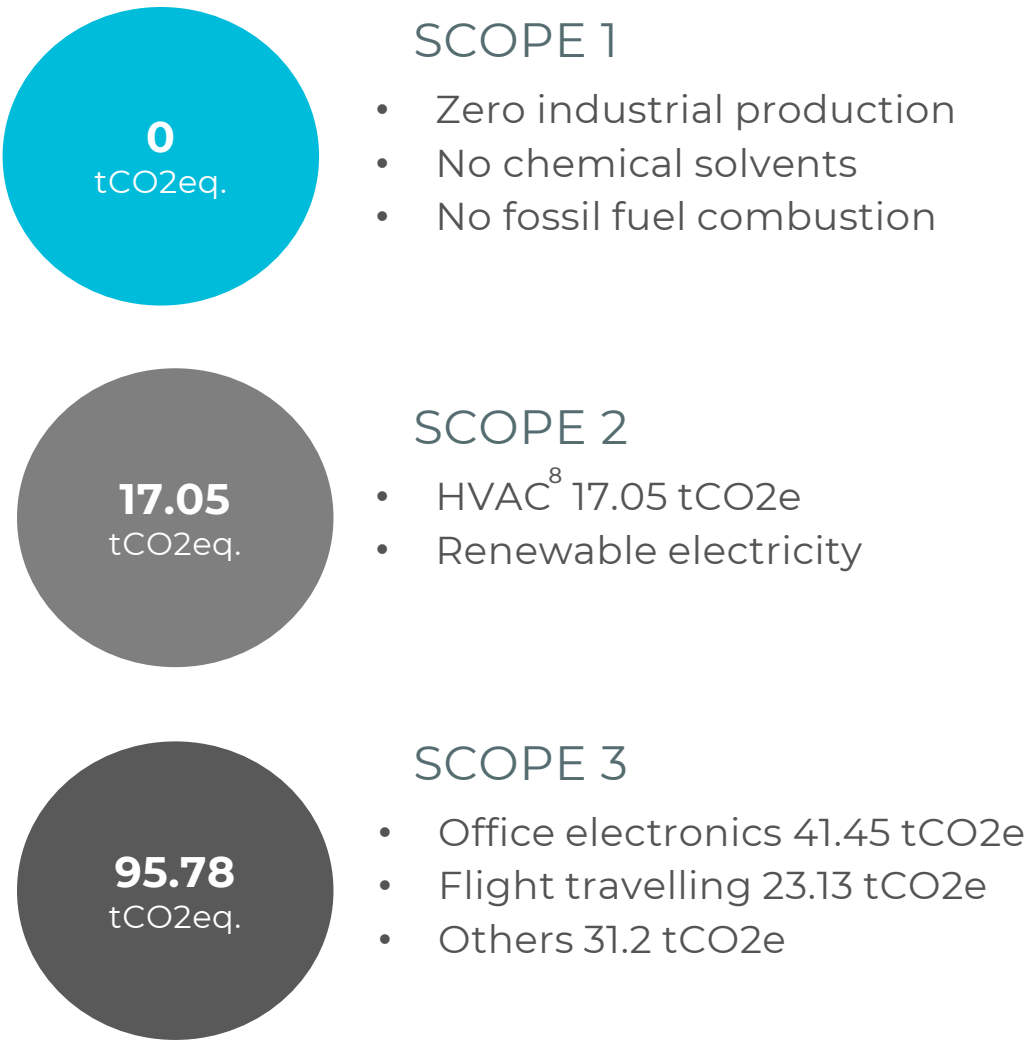 0
tCO2eq.
SCOPE 1
• Zero industrial production
• No chemical solvents
• No fossil fuel combustion
17.05
tCO2eq.
SCOPE 2
• HVAC⁸ 17.05 tCO2e
• Renewable electricity
95.78
tCO2eq.
SCOPE 3
• Office electronics 41.45 tCO2e
• Flight travelling 23.13 tCO2e
• Others 31.2 tCO2e